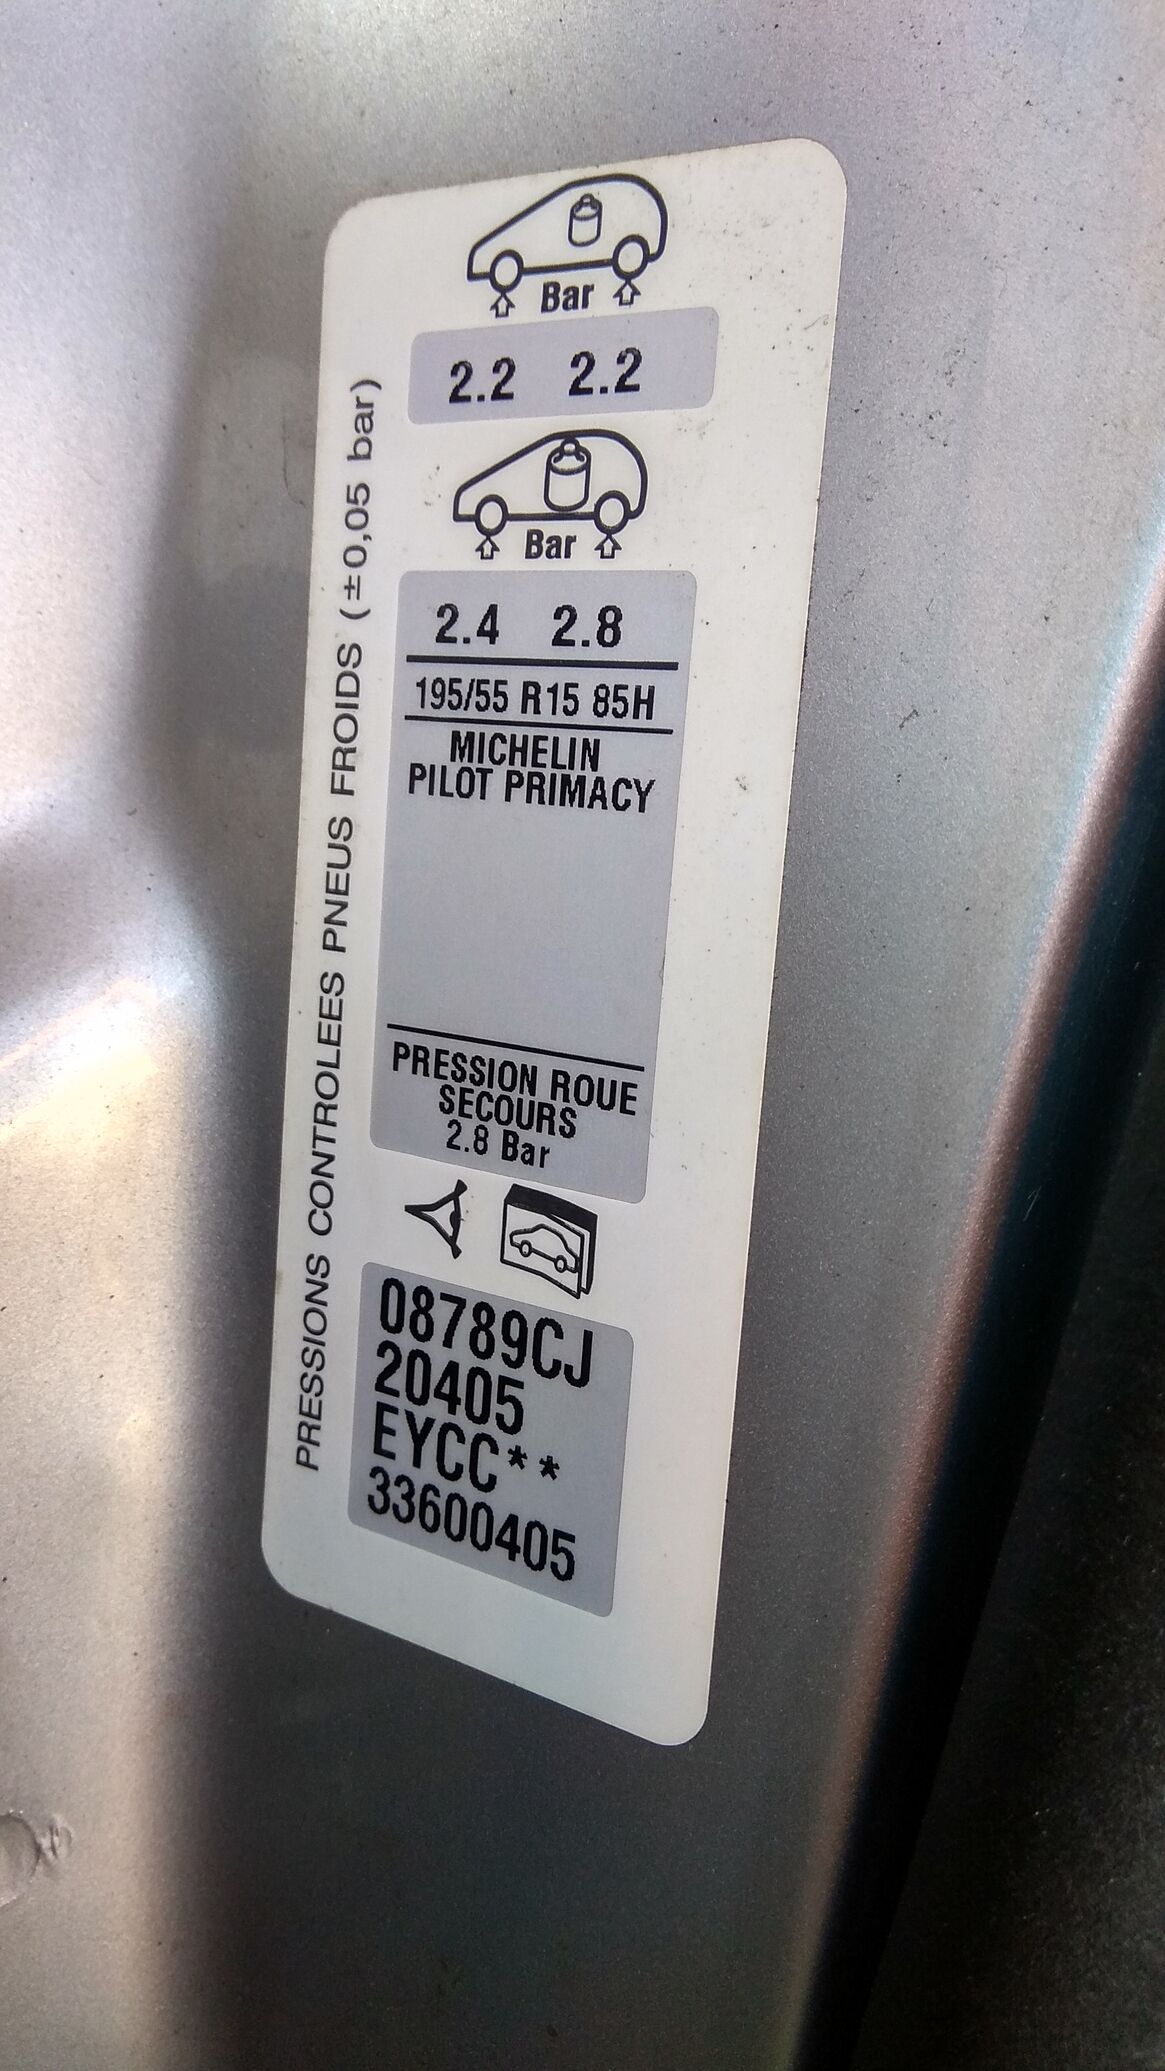 Bar
2.2 2.2
Bar
2.4 2.8
195/55 R15 85H
MICHELIN
PILOT PRIMACY
PRESSION ROUE
SECOURS
2.8 Bar
08789CJ
20405
EYCC**
33600405
PRESSIONS CONTROLEES PNEUS FROIDS (±0,05 bar)